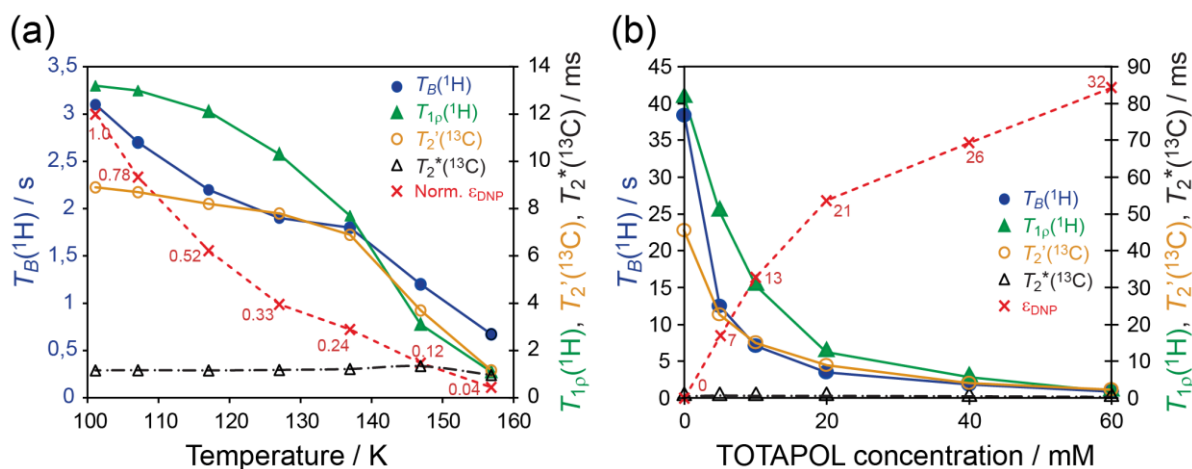 (a)
T_B(¹H) / s
3,5
3
2,5
2
1,5
1
0,5
0
14
12
10
8
6
4
2
0
T_1ρ(¹H), T_2'(¹³C), T_2*(¹³C) / ms
T_B(¹H)
T_1ρ(¹H)
T_2'(¹³C)
T_2*(¹³C)
Norm. ε_DNP
1.0
0.78
0.52
0.33
0.24
0.12
0.04
100 110 120 130 140 150 160
Temperature / K
(b)
T_B(¹H) / s
45
40
35
30
25
20
15
10
5
0
90
80
70
60
50
40
30
20
10
0
T_1ρ(¹H), T_2'(¹³C), T_2*(¹³C) / ms
T_B(¹H)
T_1ρ(¹H)
T_2'(¹³C)
T_2*(¹³C)
ε_DNP
0
7
13
21
26
32
0 20 40 60
TOTAPOL concentration / mM